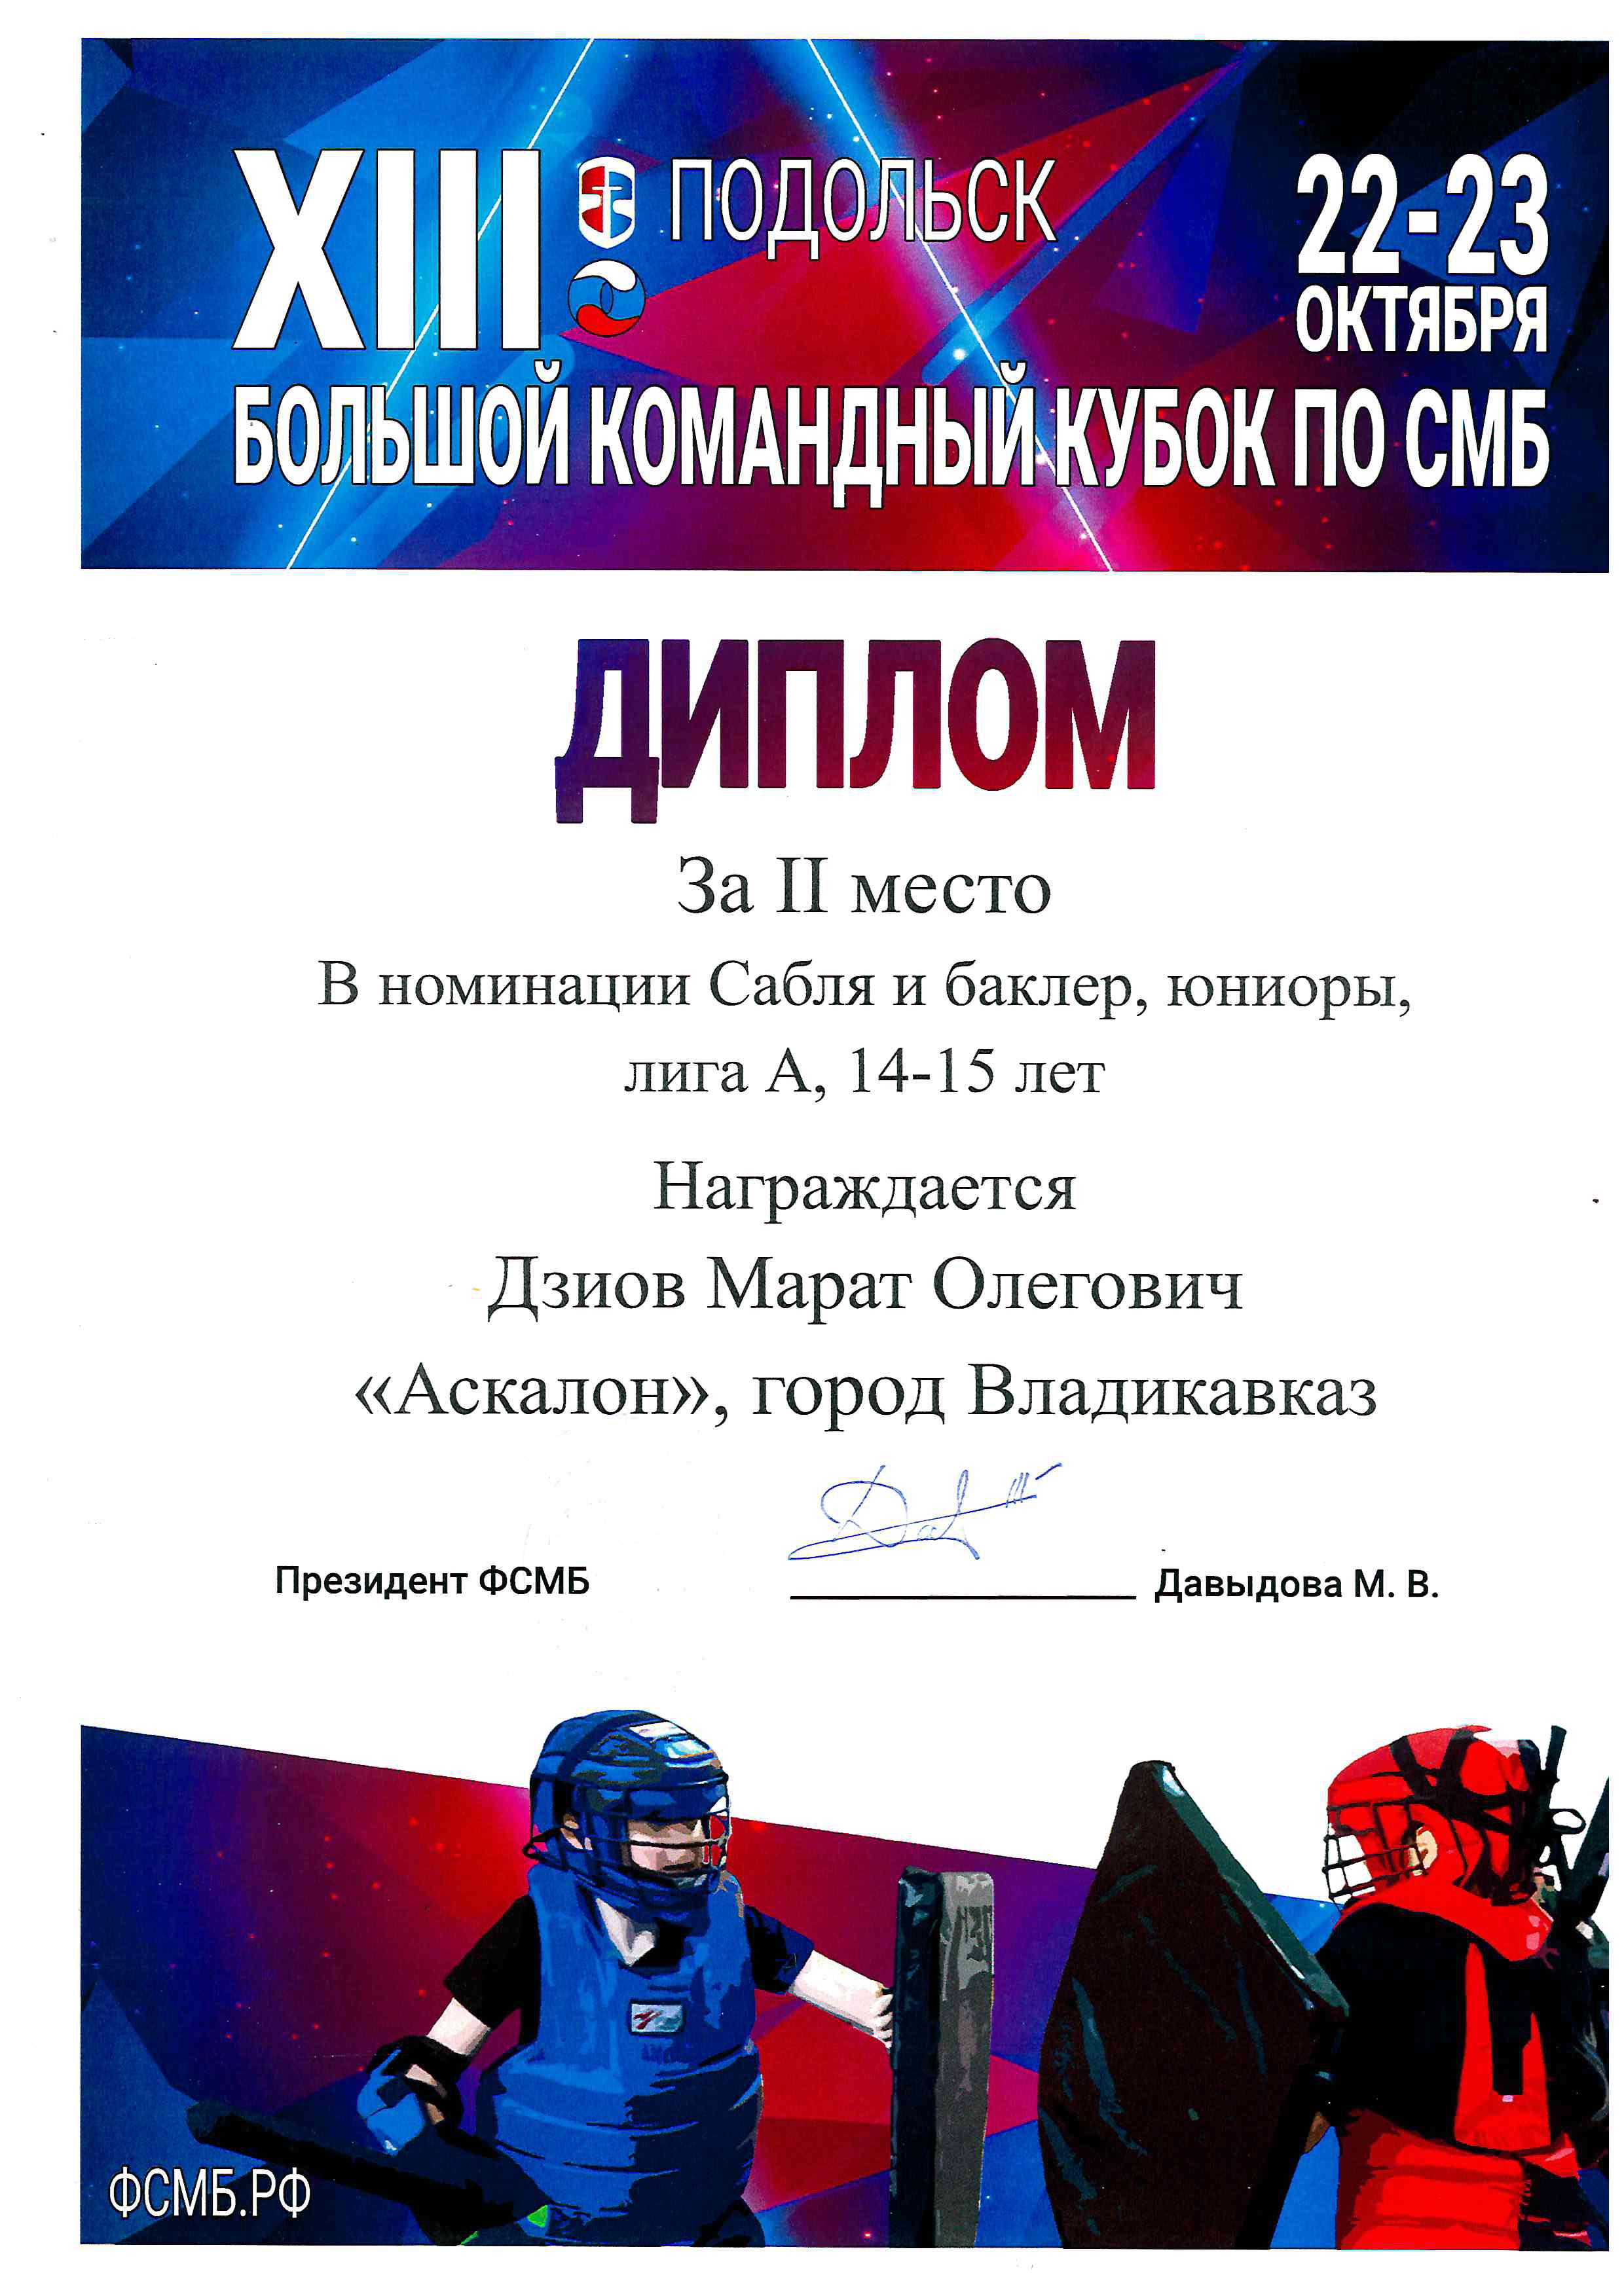 XIII ПОДОЛЬСК
22-23
ОКТЯБРЯ
БОЛЬШОЙ КОМАНДНЫЙ КУБОК ПО СМБ
ДИПЛОМ
За II место
В номинации Сабля и баклер, юниоры,
лига А, 14-15 лет
Награждается
Дзиов Марат Олегович
«Аскалон», город Владикавказ
Президент ФСМБ
Давыдова М. В.
ФСМБ.РФ